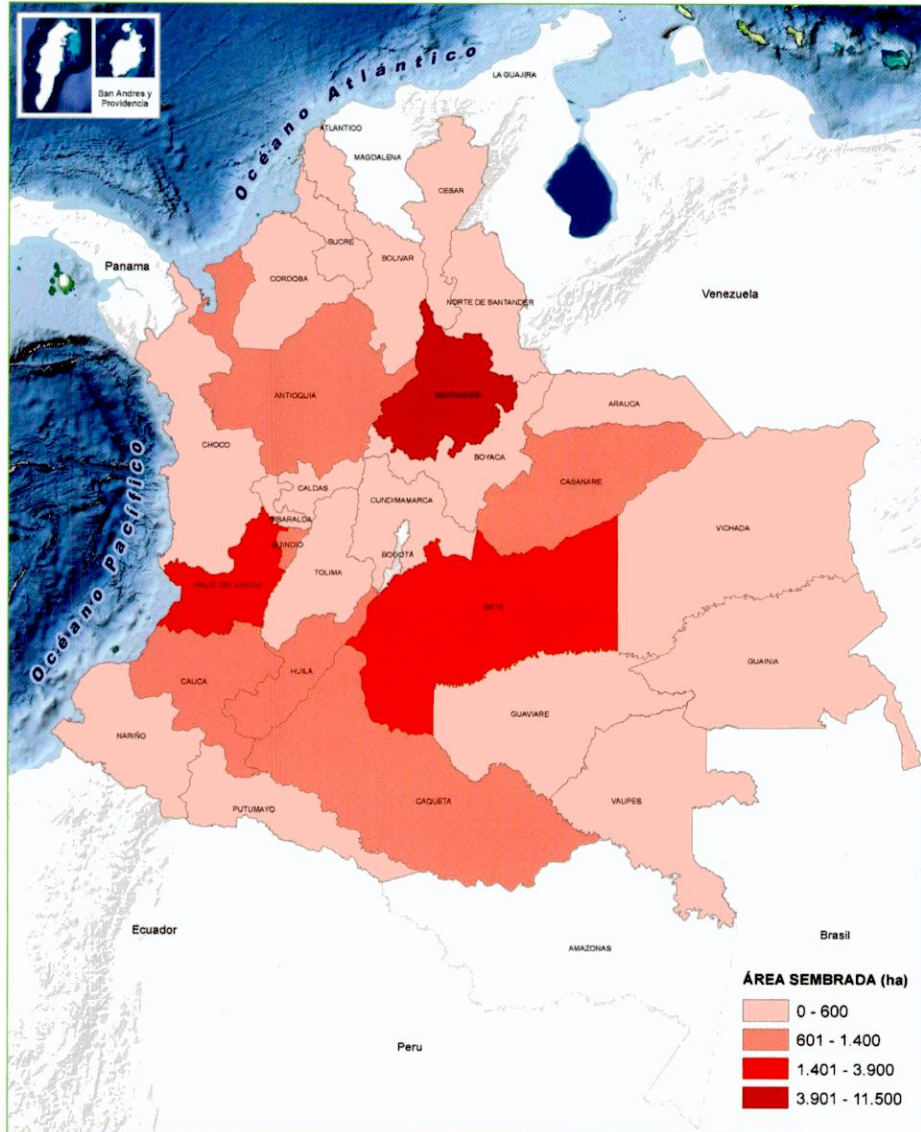 San Andres y
Providencia
Océano Atlántico
LA GUAJIRA
ATLANTICO
MAGDALENA
CESAR
SUCRE
BOLIVAR
CORDOBA
Panama
NORTE DE SANTANDER
Venezuela
ANTIOQUIA
SANTANDER
ARAUCA
CHOCO
BOYACA
CASANARE
CALDAS
CUNDIMAMARCA
RISARALDA
VICHADA
QUINDIO
BOGOTÁ
TOLIMA
VALLE DEL CAUCA
META
Océano Pacífico
GUAINIA
HUILA
CAUCA
GUAVIARE
NARIÑO
VAUPES
CAQUETA
PUTUMAYO
Ecuador
Brasil
AMAZONAS
Peru
ÁREA SEMBRADA (ha)
0 - 600
601 - 1.400
1.401 - 3.900
3.901 - 11.500